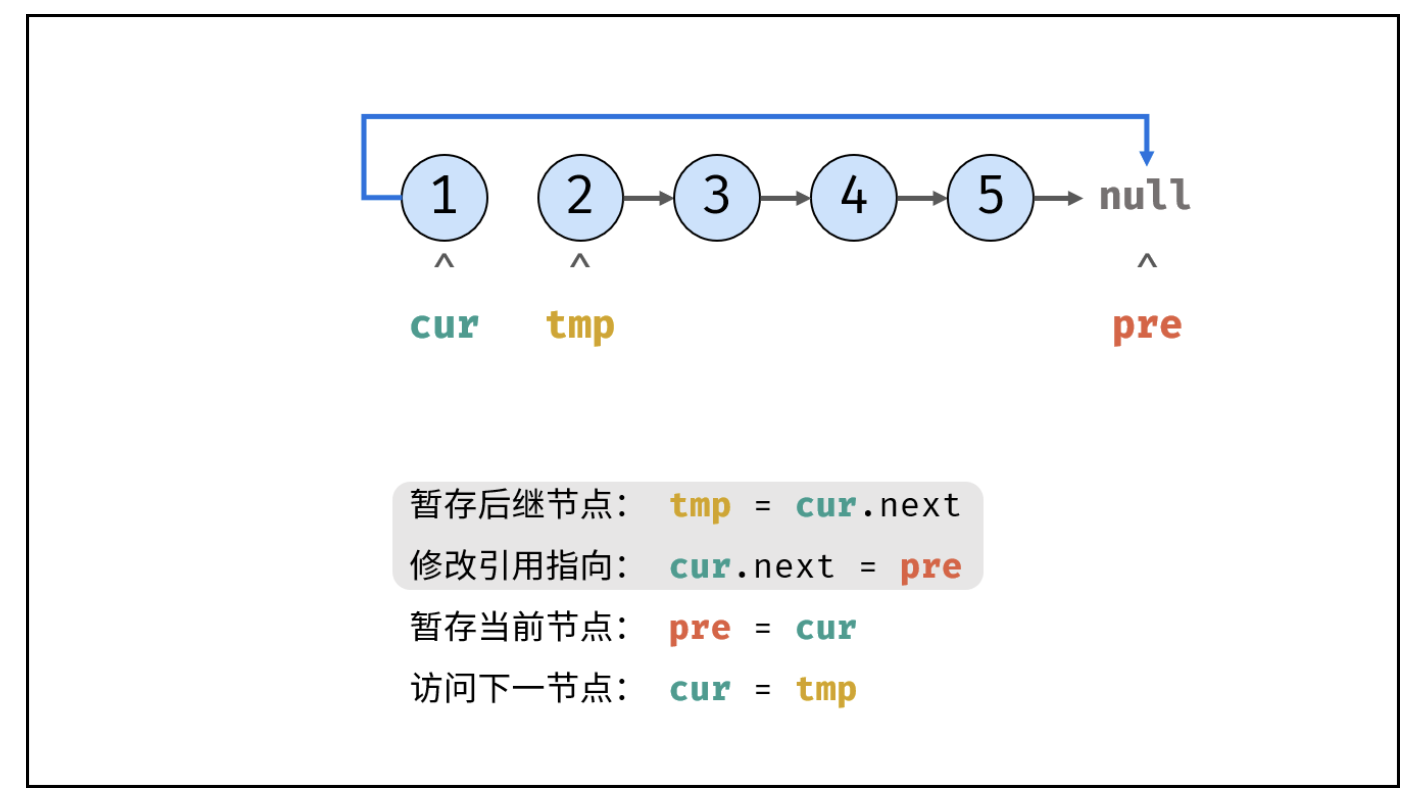 1 2 3 4 5 null
^ ^ ^
cur tmp pre
暂存后继节点： tmp = cur.next
修改引用指向： cur.next = pre
暂存当前节点： pre = cur
访问下一节点： cur = tmp